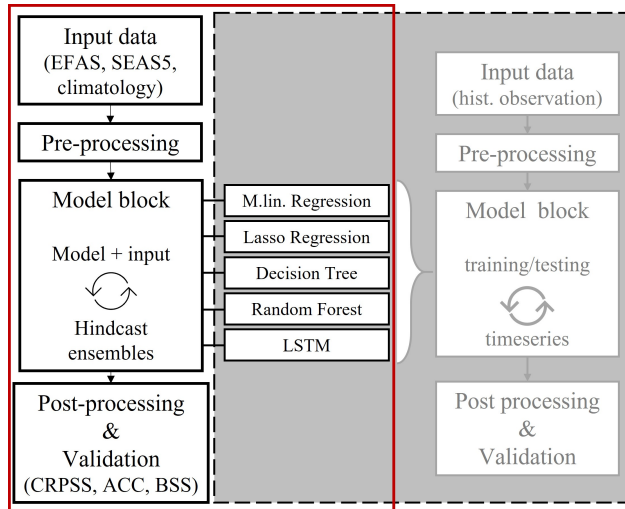 Input data
(EFAS, SEAS5,
climatology)
Pre-processing
Model block
Model + input
Hindcast
ensembles
Post-processing
&
Validation
(CRPSS, ACC, BSS)
M.lin. Regression
Lasso Regression
Decision Tree
Random Forest
LSTM
Input data
(hist. observation)
Pre-processing
Model block
training/testing
timeseries
Post processing
&
Validation